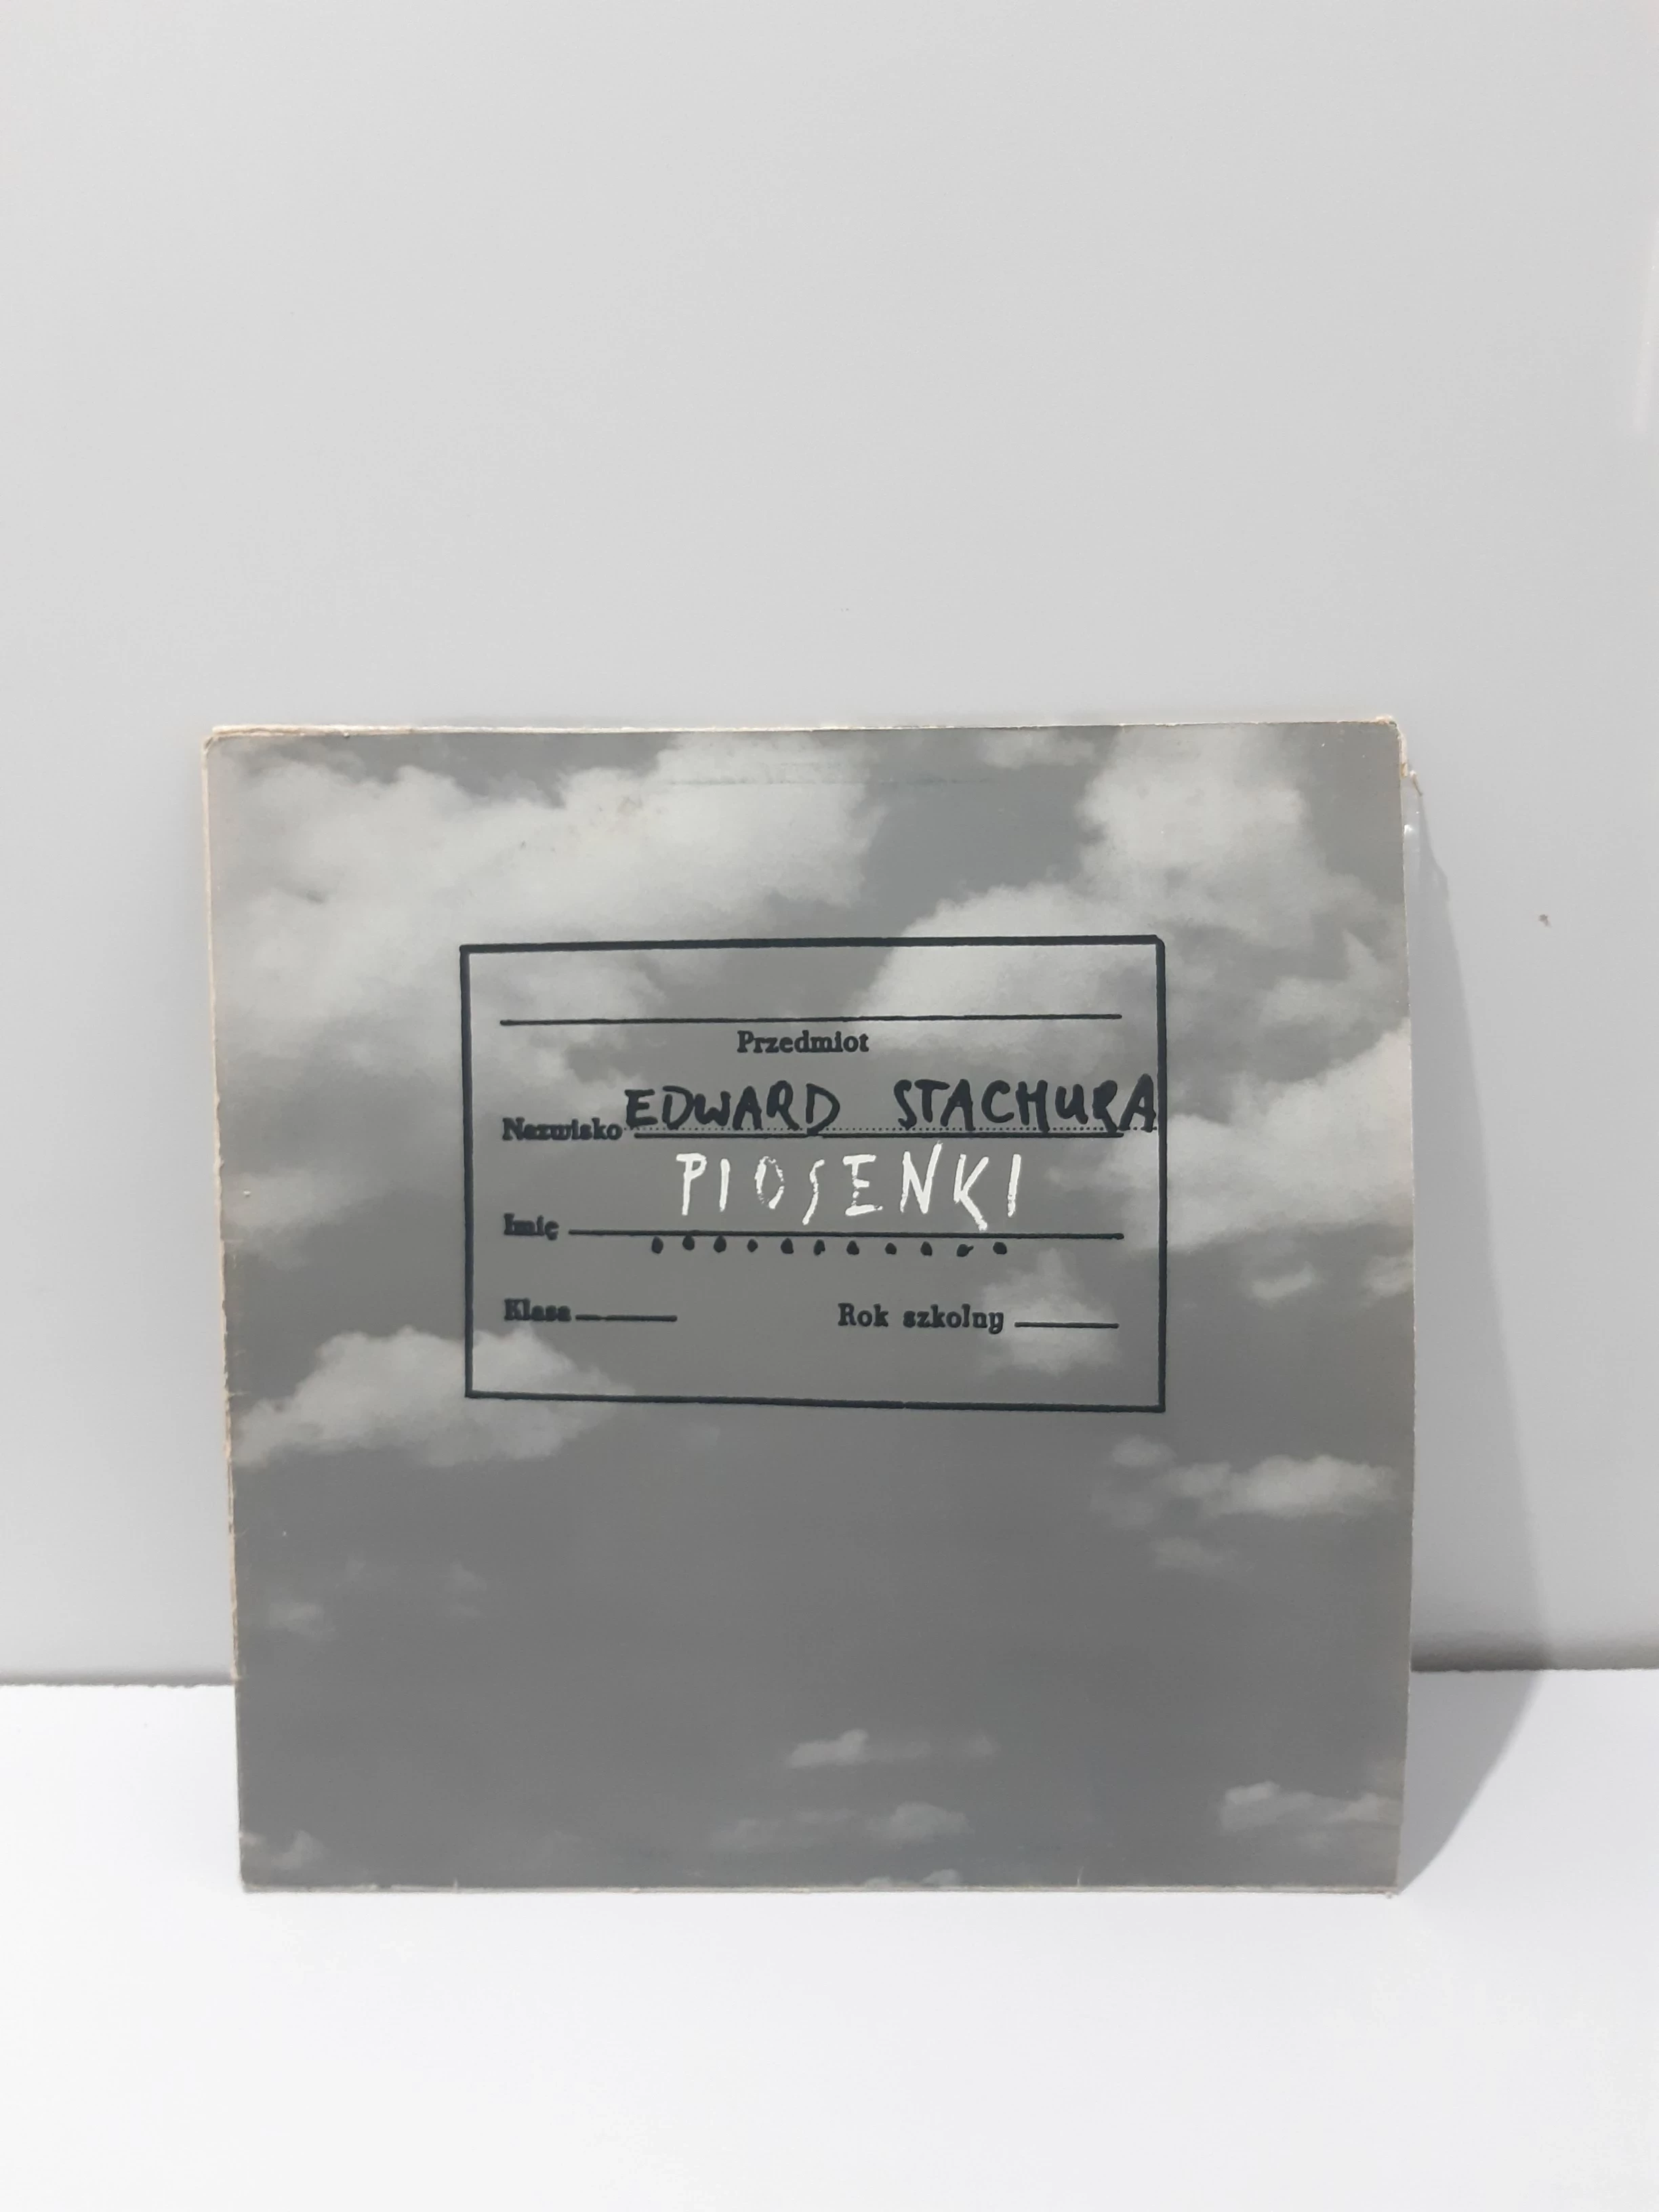 Przedmiot
Nazwisko EDWARD STACHURA
PIOSENKI
Imię
Klasa Rok szkolny